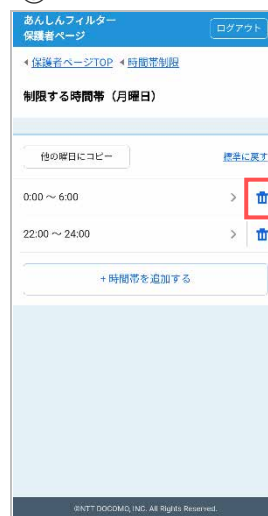 あんしんフィルター
保護者ページ
ログアウト
保護者ページTOP
時間帯制限
制限する時間帯（月曜日）
他の曜日にコピー
標準に戻す
0:00 ～ 6:00
22:00 ～ 24:00
+ 時間帯を追加する
©NTT DOCOMO, INC. All Rights Reserved.